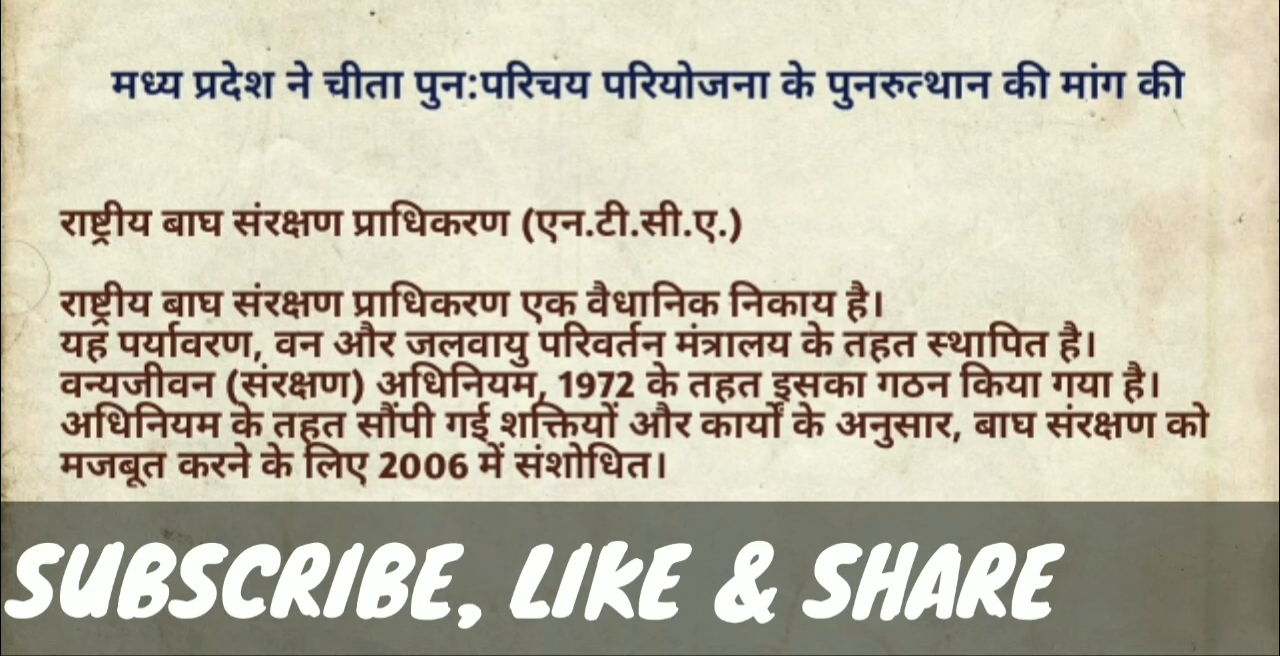 मध्य प्रदेश ने चीता पुन:परिचय परियोजना के पुनरुत्थान की मांग की
राष्ट्रीय बाघ संरक्षण प्राधिकरण (एन.टी.सी.ए.)
राष्ट्रीय बाघ संरक्षण प्राधिकरण एक वैधानिक निकाय है।
यह पर्यावरण, वन और जलवायु परिवर्तन मंत्रालय के तहत स्थापित है।
वन्यजीवन (संरक्षण) अधिनियम, 1972 के तहत इसका गठन किया गया है।
अधिनियम के तहत सौंपी गई शक्तियों और कार्यों के अनुसार, बाघ संरक्षण को
मजबूत करने के लिए 2006 में संशोधित।
SUBSCRIBE, LIKE & SHARE